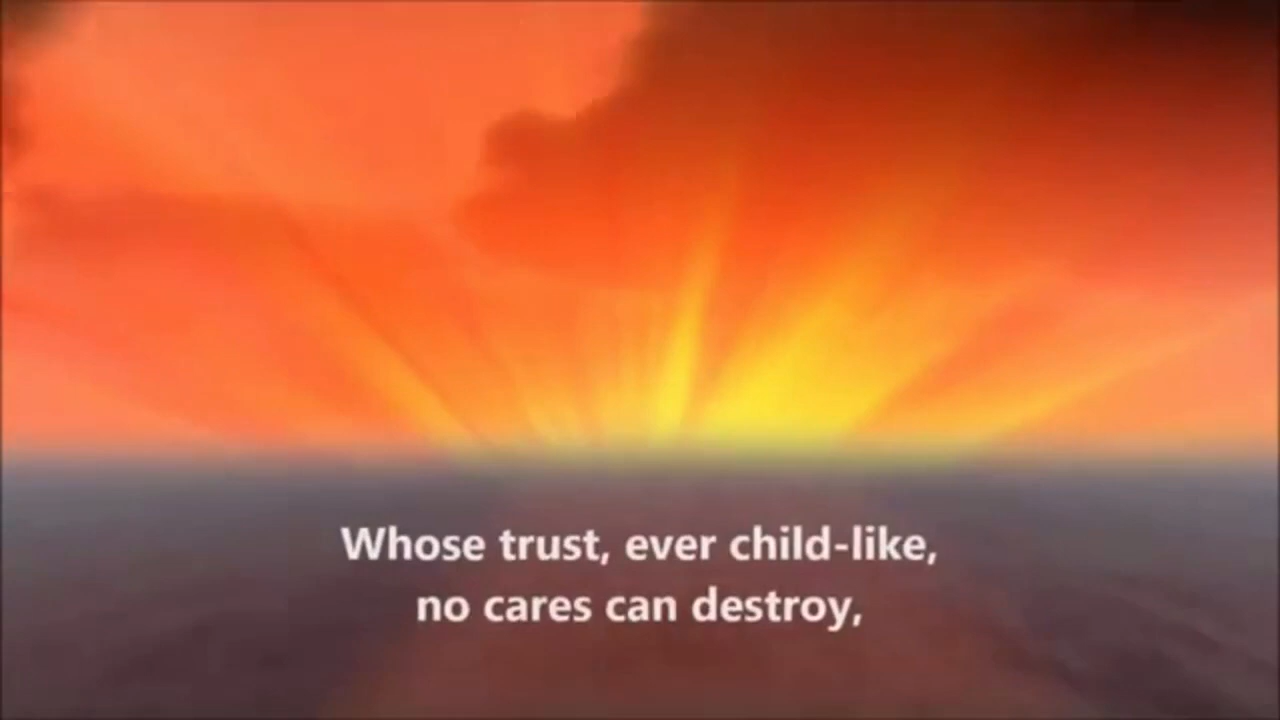 Whose trust, ever child-like,
no cares can destroy,